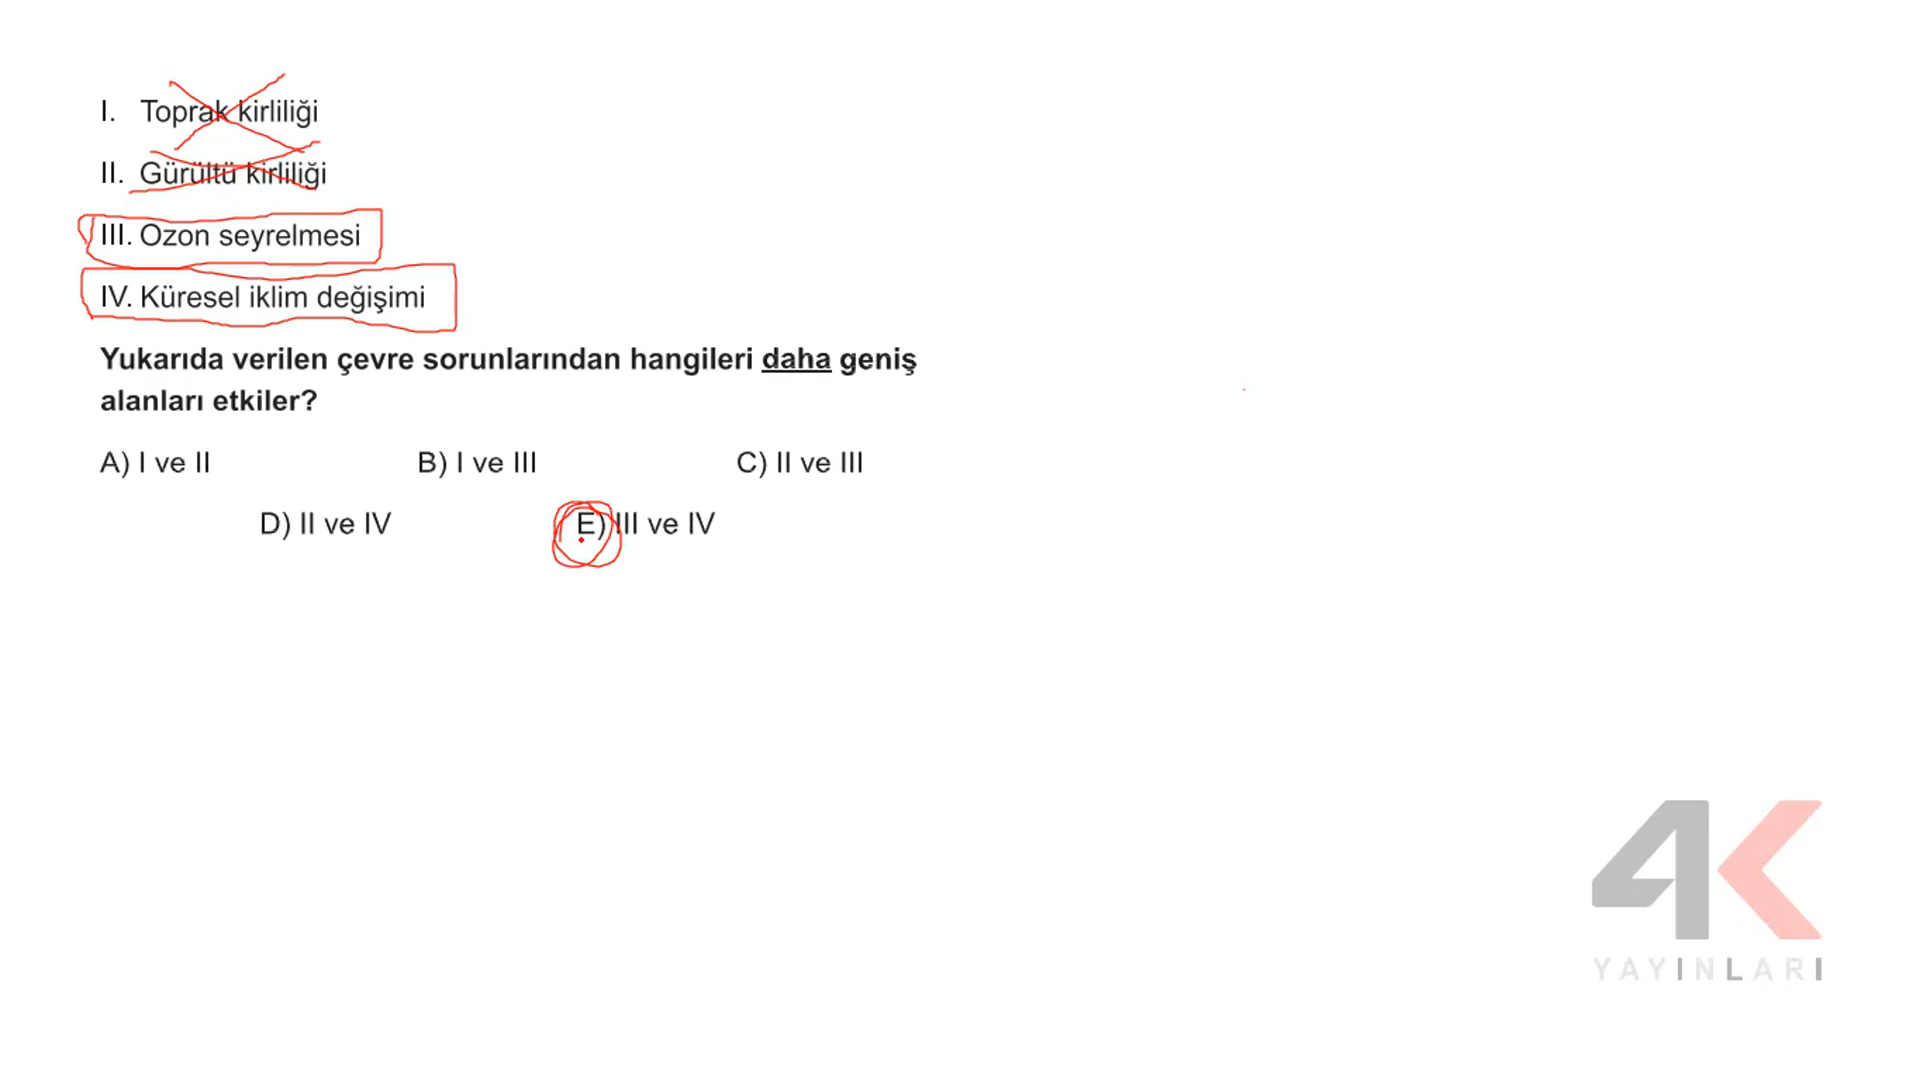 I. Toprak kirliliği
II. Gürültü kirliliği
III. Ozon seyrelmesi
IV. Küresel iklim değişimi
Yukarıda verilen çevre sorunlarından hangileri daha geniş
alanları etkiler?
A) I ve II B) I ve III C) II ve III
D) II ve IV E) III ve IV
4K
YAYINLARI